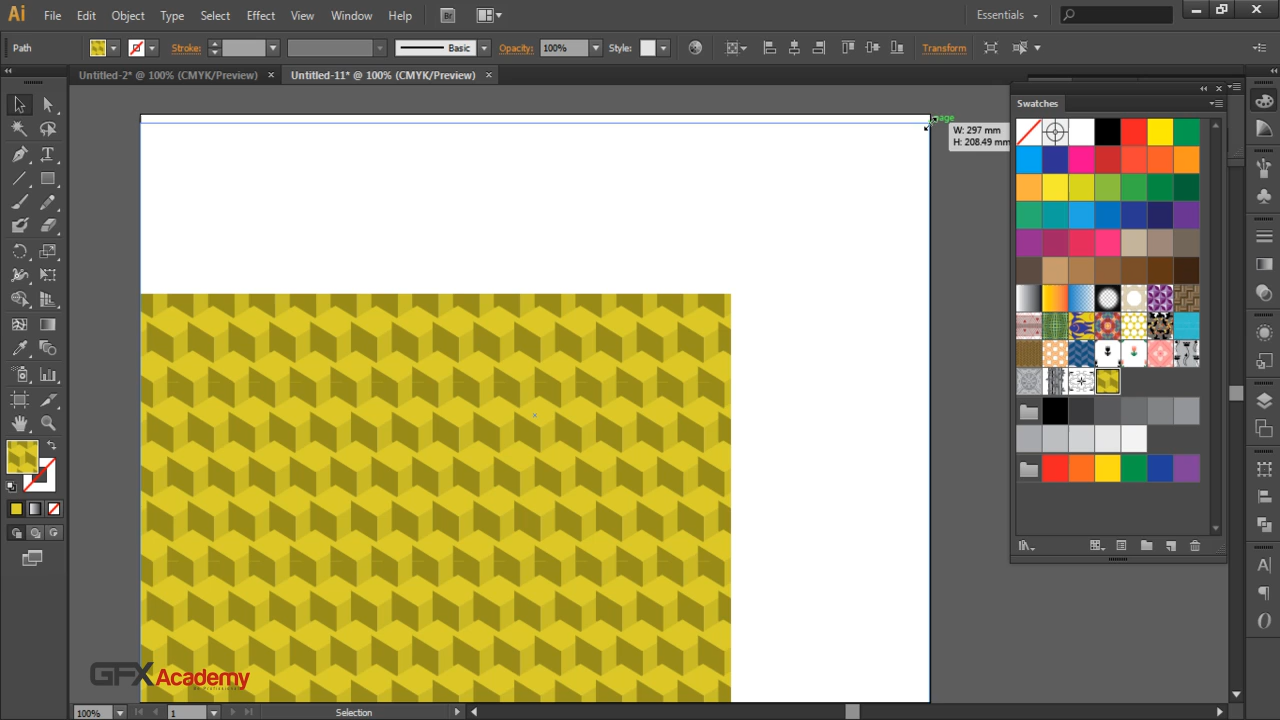 Ai File Edit Object Type Select Effect View Window Help Br Essentials
Path Stroke: Basic Opacity: 100% Style: Transform
Untitled-2* @ 100% (CMYK/Preview) × Untitled-11* @ 100% (CMYK/Preview) ×
Swatches
page
W: 297 mm
H: 208.49 mm
GFX Academy
100% 1 Selection